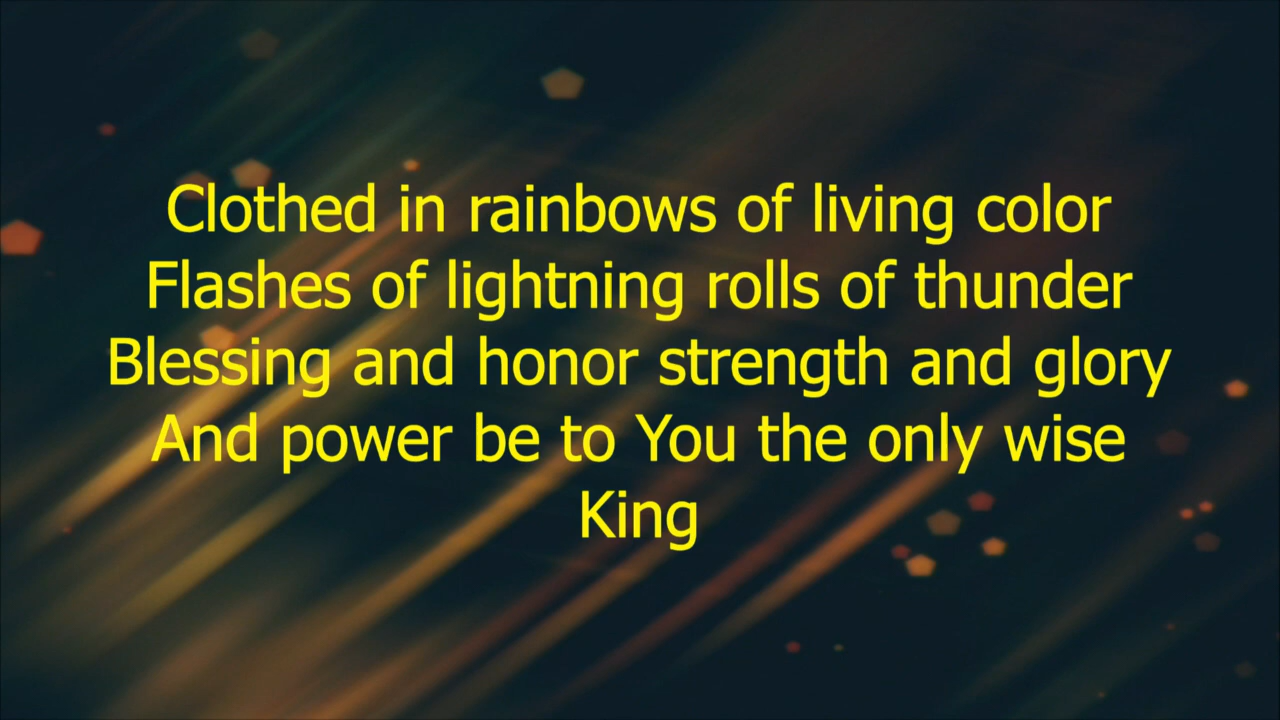 Clothed in rainbows of living color
Flashes of lightning rolls of thunder
Blessing and honor strength and glory
And power be to You the only wise
King